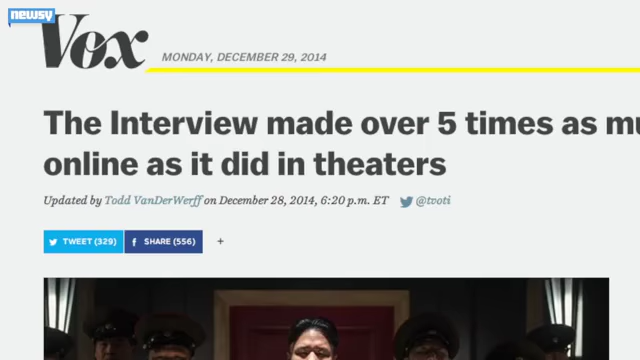 newsy
Vox
MONDAY, DECEMBER 29, 2014
The Interview made over 5 times as
online as it did in theaters
Updated by Todd VanDerWerff on December 28, 2014, 6:20 p.m. ET @tvoti
TWEET (329) SHARE (556) +